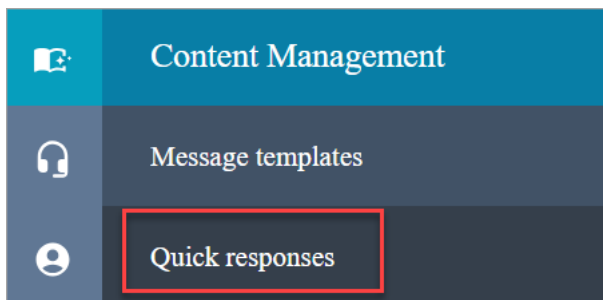 Content Management
Message templates
Quick responses